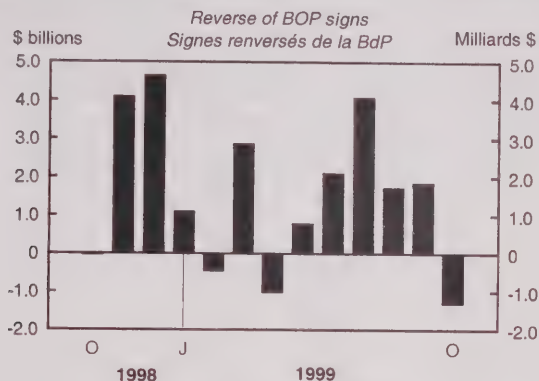 Reverse of BOP signs
$ billions
Signes renversés de la BdP
Milliards $
5.0
5.0
4.0
4.0
3.0
3.0
2.0
2.0
1.0
1.0
0
0
-1.0
-1.0
-2.0
-2.0
O
J
O
1998
1999